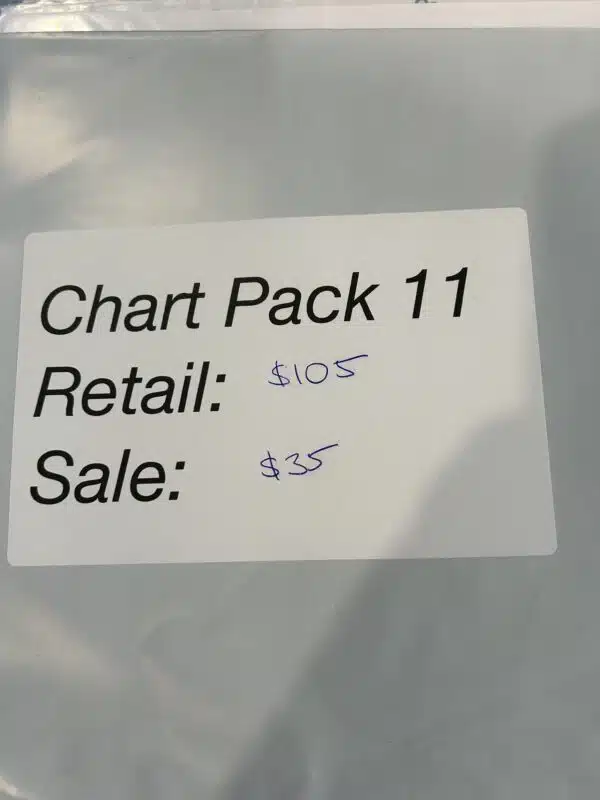 Chart Pack 11
Retail: $105
Sale: $35